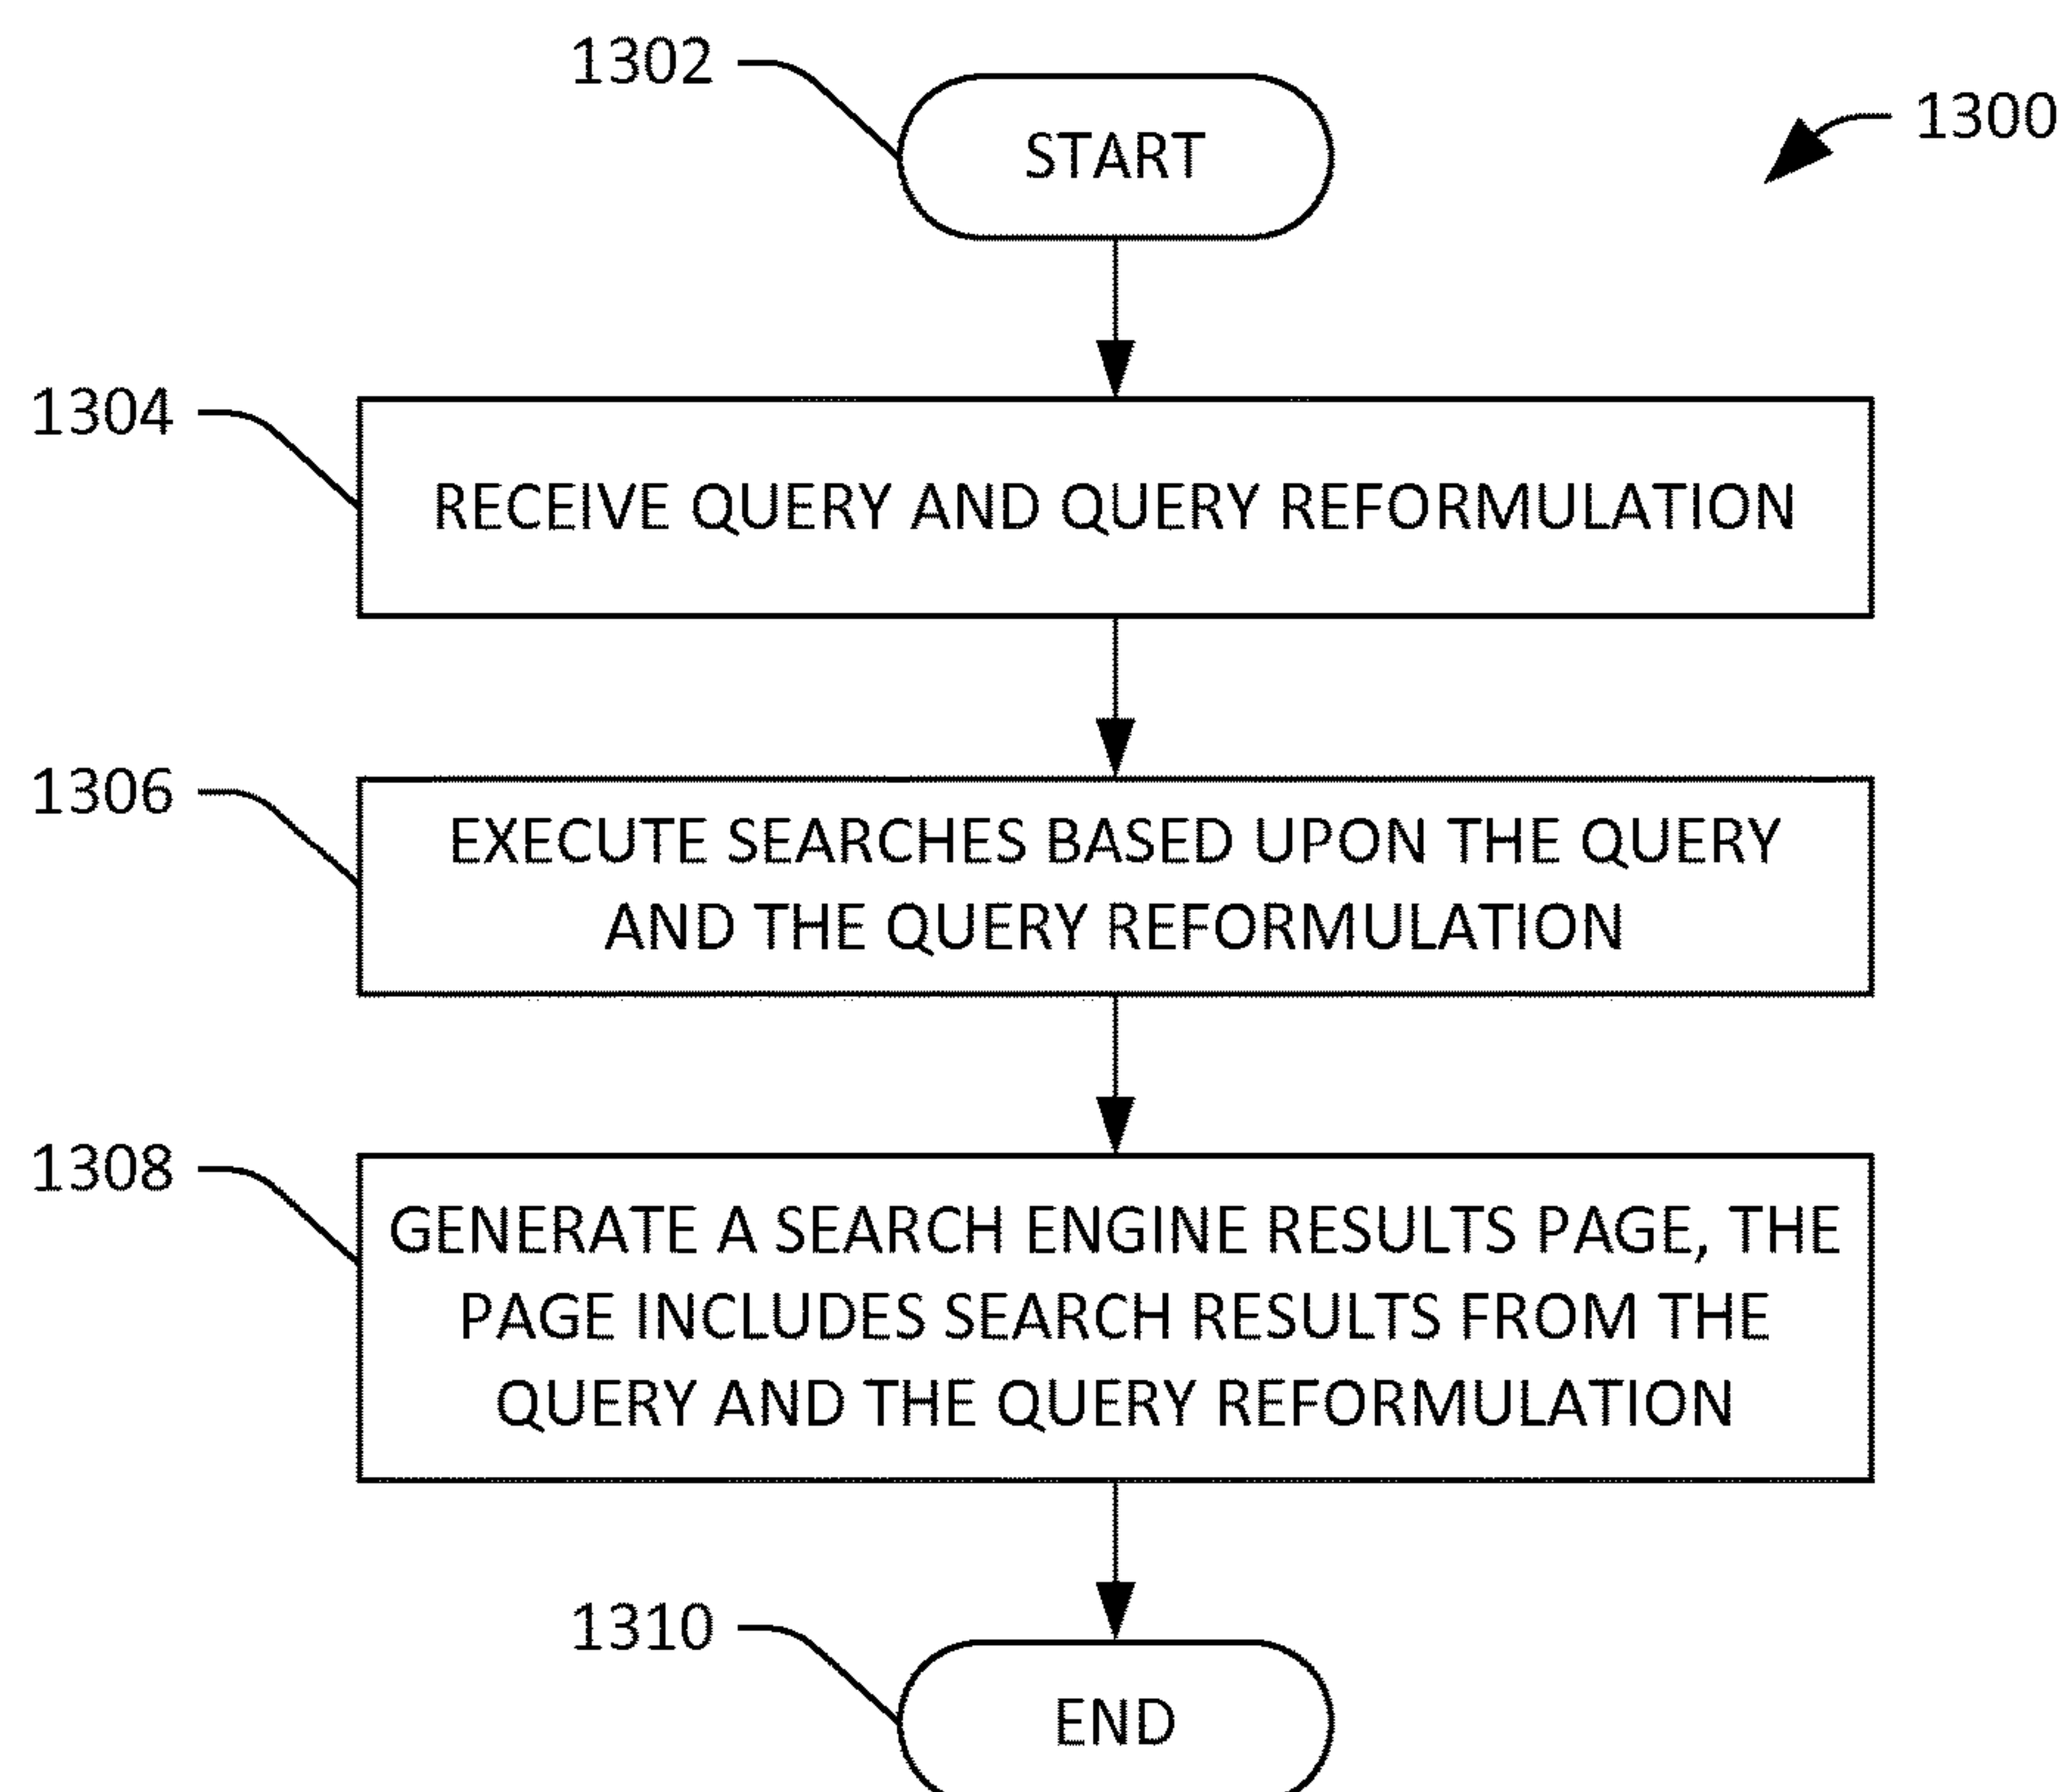 1302
START
1300
1304
RECEIVE QUERY AND QUERY REFORMULATION
1306
EXECUTE SEARCHES BASED UPON THE QUERY
AND THE QUERY REFORMULATION
1308
GENERATE A SEARCH ENGINE RESULTS PAGE, THE
PAGE INCLUDES SEARCH RESULTS FROM THE
QUERY AND THE QUERY REFORMULATION
1310
END